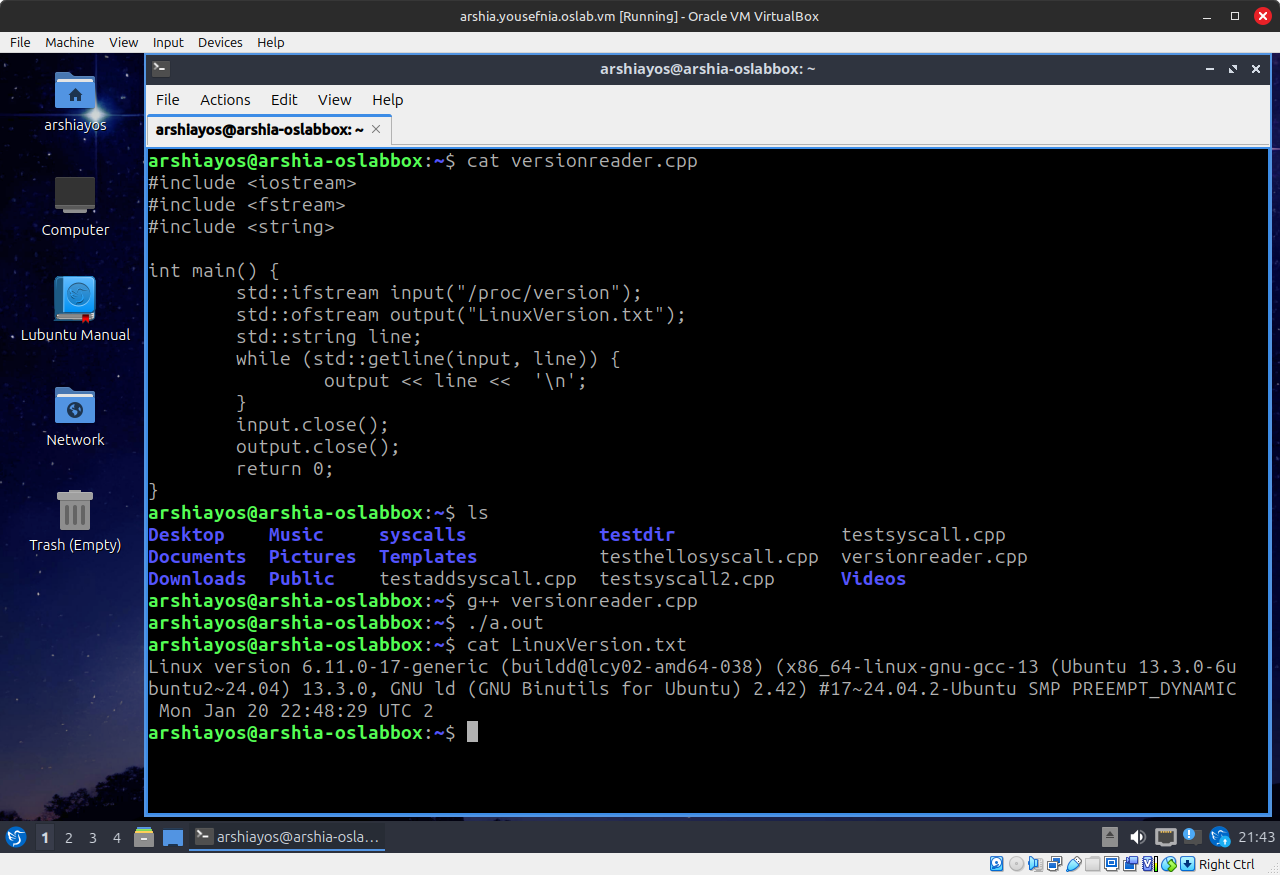 arshia.yousefnia.oslab.vm [Running] - Oracle VM VirtualBox
File Machine View Input Devices Help
arshiayos@arshia-oslabbox: ~
File Actions Edit View Help
arshiayos@arshia-oslabbox: ~
arshiayos
Computer
Lubuntu Manual
Network
Trash (Empty)
arshiayos@arshia-oslabbox:~$ cat versionreader.cpp
#include <iostream>
#include <fstream>
#include <string>
int main() {
        std::ifstream input("/proc/version");
        std::ofstream output("LinuxVersion.txt");
        std::string line;
        while (std::getline(input, line)) {
                output << line <<  '\n';
        }
        input.close();
        output.close();
        return 0;
}
arshiayos@arshia-oslabbox:~$ ls
Desktop    Music     syscalls            testdir               testsyscall.cpp
Documents  Pictures  Templates           testhellosyscall.cpp  versionreader.cpp
Downloads  Public    testaddsyscall.cpp  testsyscall2.cpp      Videos
arshiayos@arshia-oslabbox:~$ g++ versionreader.cpp
arshiayos@arshia-oslabbox:~$ ./a.out
arshiayos@arshia-oslabbox:~$ cat LinuxVersion.txt
Linux version 6.11.0-17-generic (buildd@lcy02-amd64-038) (x86_64-linux-gnu-gcc-13 (Ubuntu 13.3.0-6u
buntu2~24.04) 13.3.0, GNU ld (GNU Binutils for Ubuntu) 2.42) #17~24.04.2-Ubuntu SMP PREEMPT_DYNAMIC
 Mon Jan 20 22:48:29 UTC 2
arshiayos@arshia-oslabbox:~$
1 2 3 4 arshiayos@arshia-osla... 21:43
Right Ctrl